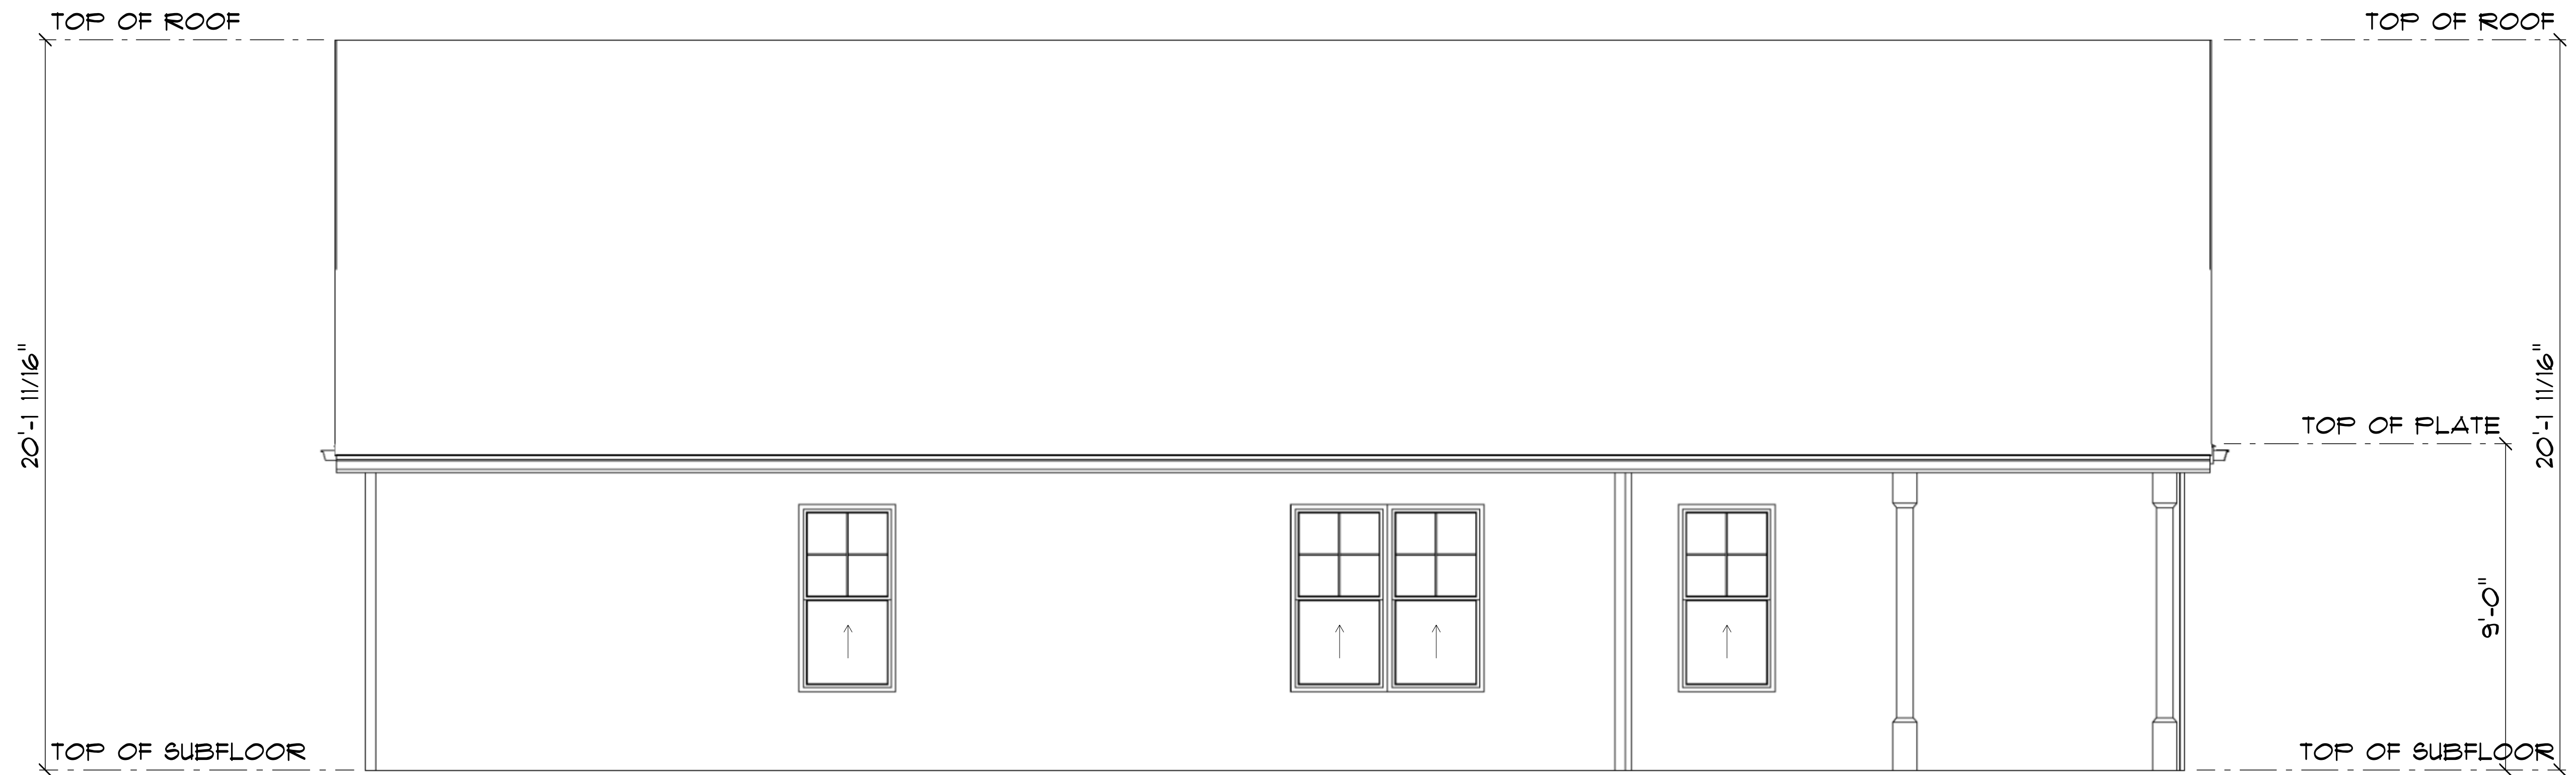 TOP OF ROOF
TOP OF ROOF
20'-1 11/16"
20'-1 11/16"
TOP OF PLATE
9'-0"
TOP OF SUBFLOOR
TOP OF SUBFLOOR